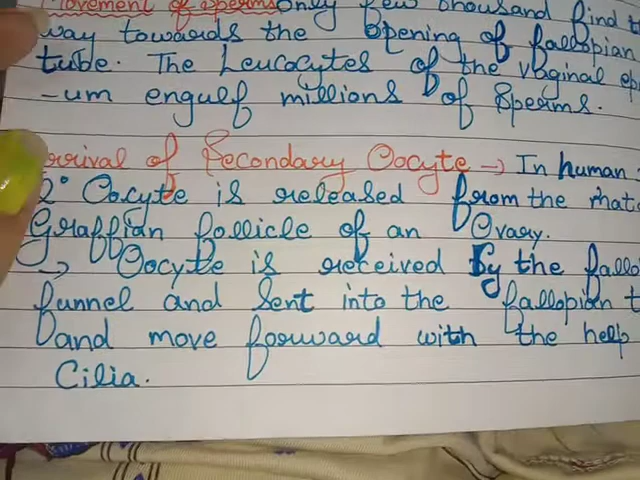 Movement of sperms only few thousand find th
way towards the opening of fallopian
tube. The Leucocytes of the vaginal epi
-um engulf millions of sperms.
rrival of Secondary Oocyte → In human
2° Oocyte is released from the mat
Graffian follicle of an Ovary.
→ Oocyte is received by the fallo
funnel and sent into the fallopian t
and move forward with the help
Cilia.